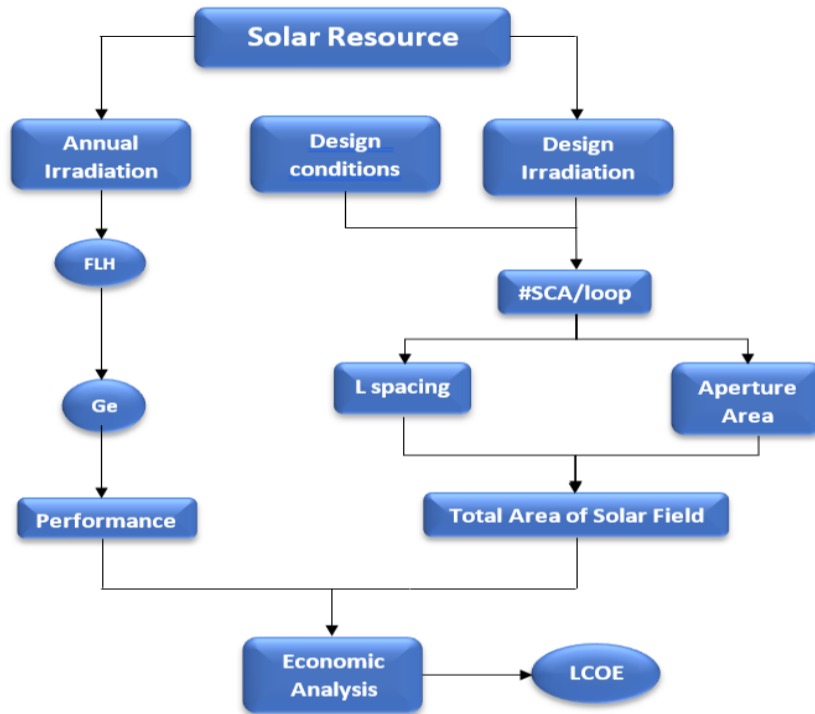 Solar Resource
Annual
Irradiation
Design
conditions
Design
Irradiation
FLH
#SCA/loop
L spacing
Aperture
Area
Ge
Performance
Total Area of Solar Field
Economic
Analysis
LCOE